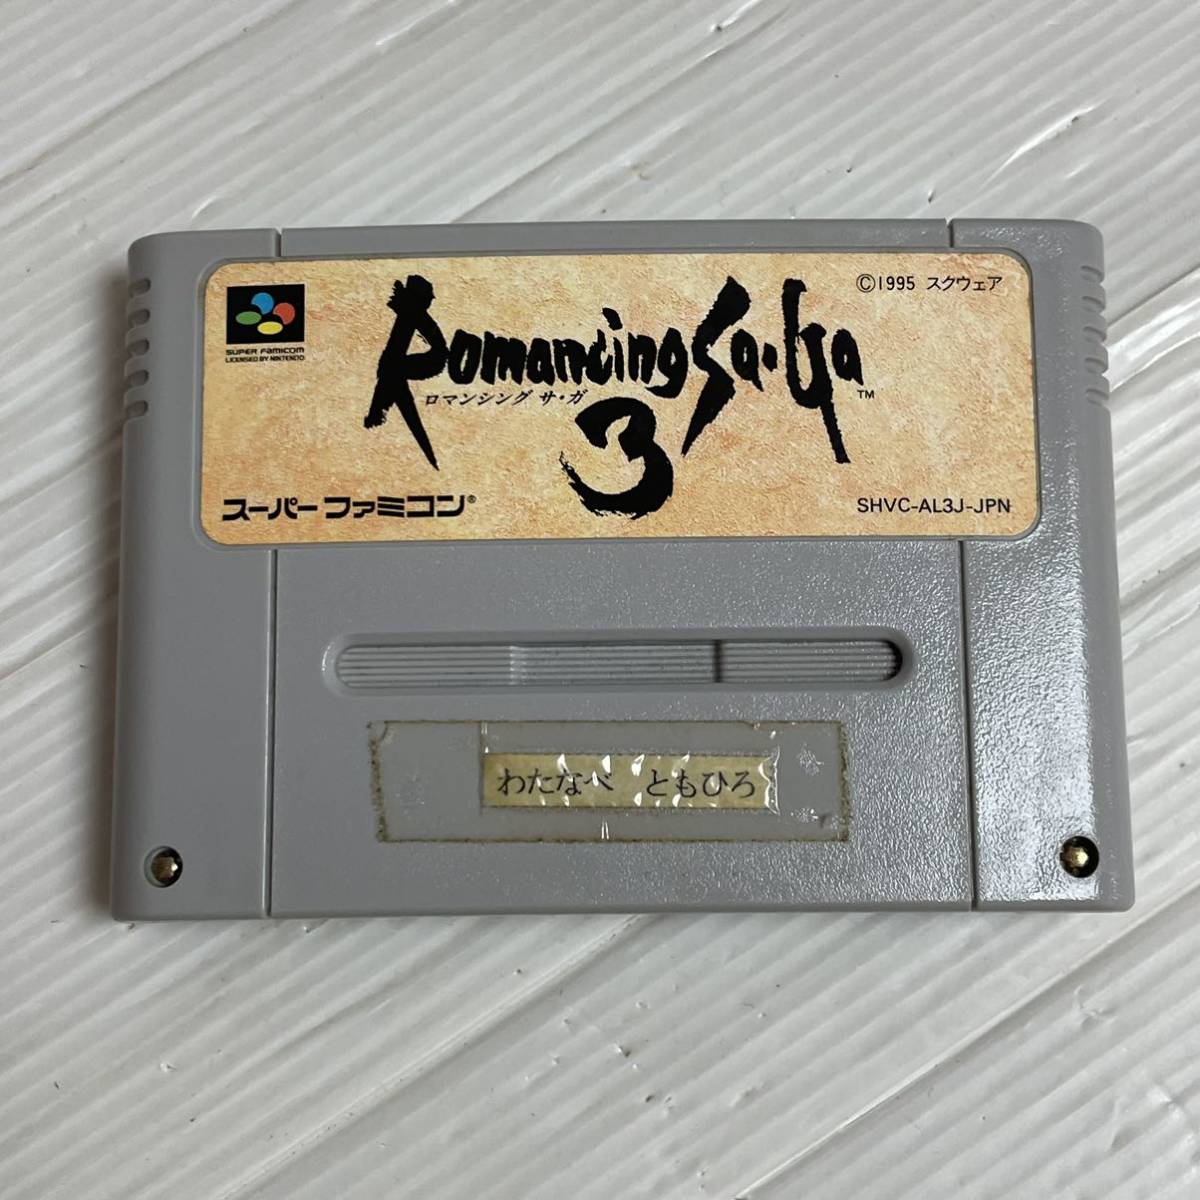 ©1995 スクウェア
SUPER FAMICOM
LICENSED BY NINTENDO
Romancing Sa·Ga ™
ロマンシング サ・ガ
3
スーパーファミコン®
SHVC-AL3J-JPN
わたなべ ともひろ